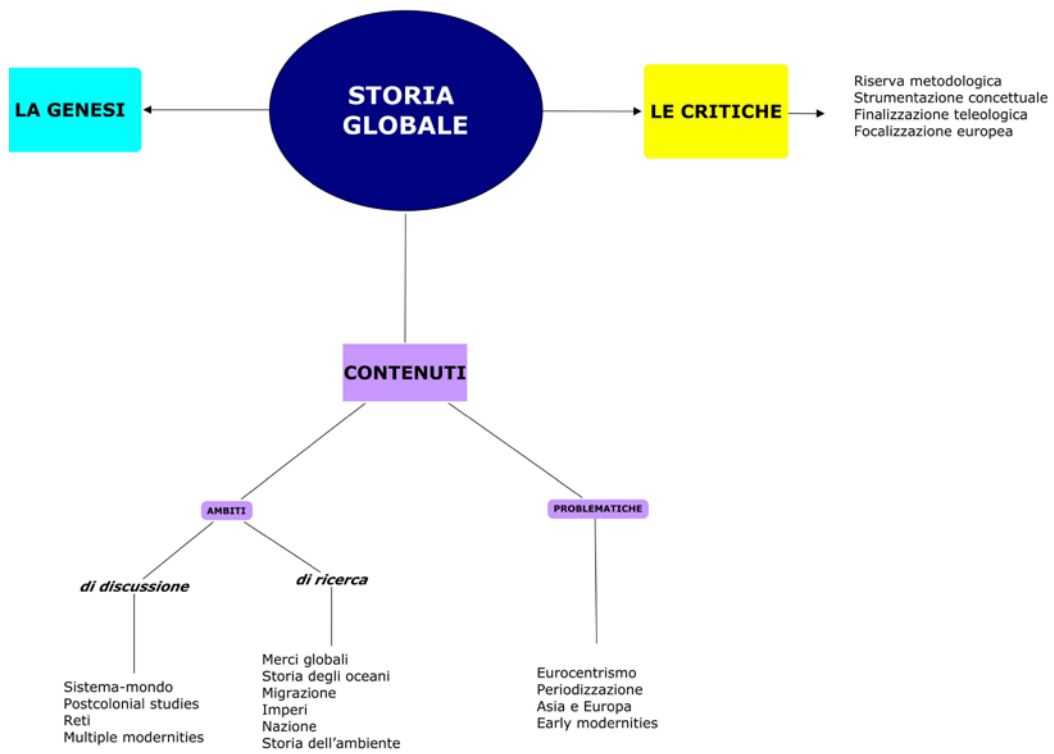 STORIA
GLOBALE
LA GENESI
LE CRITICHE
Riserva metodologica
Strumentazione concettuale
Finalizzazione teleologica
Focalizzazione europea
CONTENUTI
AMBITI
PROBLEMATICHE
di discussione
di ricerca
Sistema-mondo
Postcolonial studies
Reti
Multiple modernities
Merci globali
Storia degli oceani
Migrazione
Imperi
Nazione
Storia dell'ambiente
Eurocentrismo
Periodizzazione
Asia e Europa
Early modernities